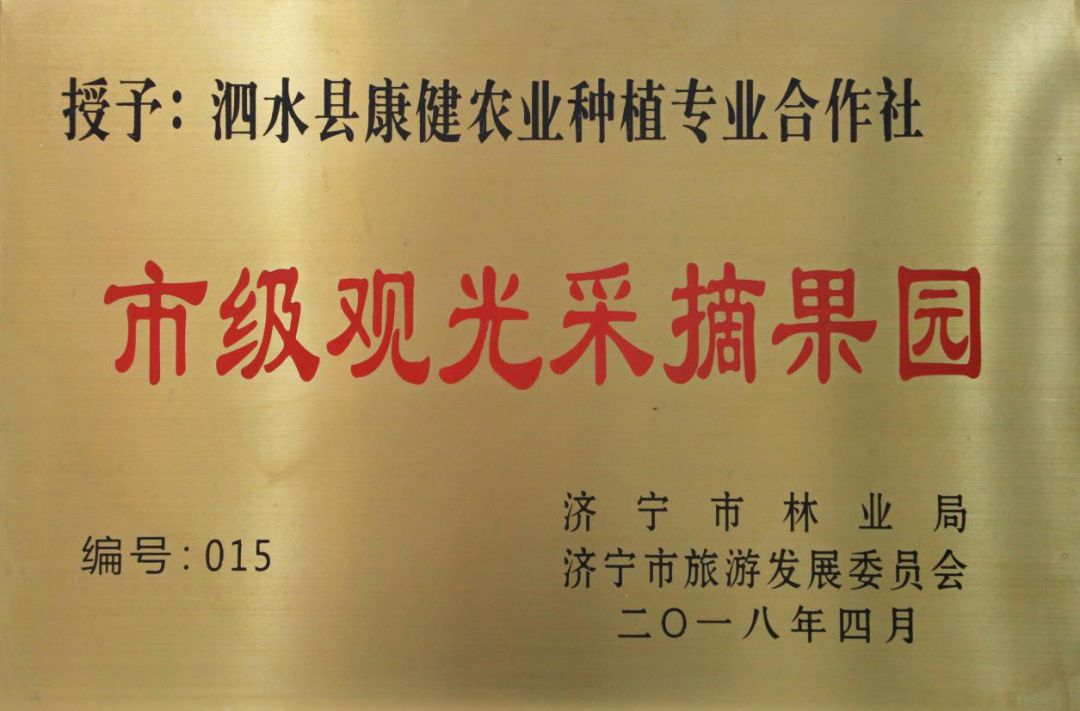 授予：泗水县康健农业种植专业合作社
市级观光采摘果园
编号：015
济宁市林业局
济宁市旅游发展委员会
二〇一八年四月